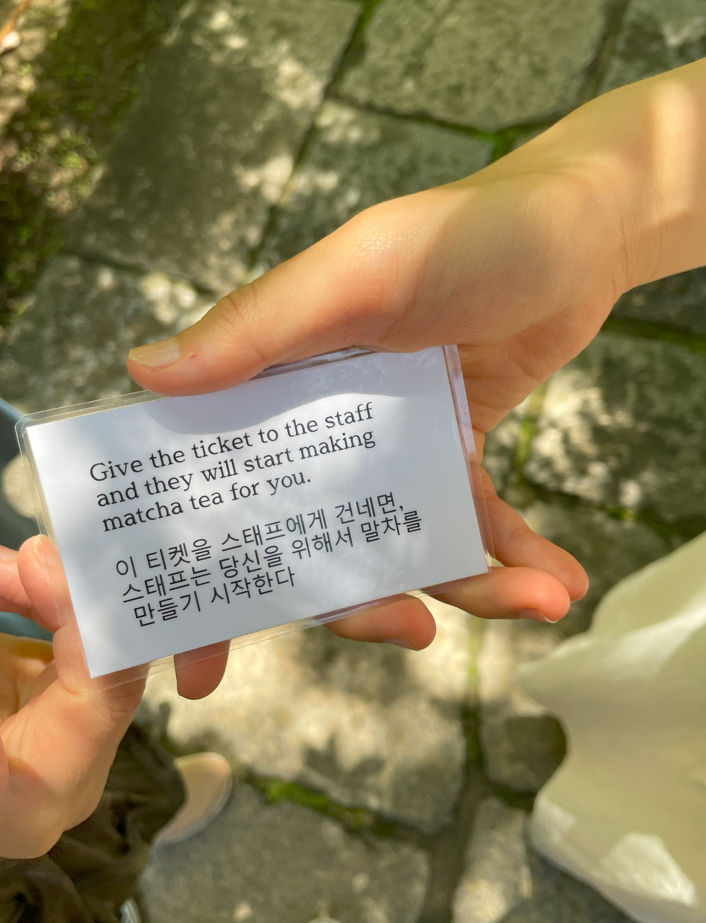 Give the ticket to the staff
and they will start making
matcha tea for you.
이 티켓을 스태프에게 건네면,
스태프는 당신을 위해서 말차를
만들기 시작한다